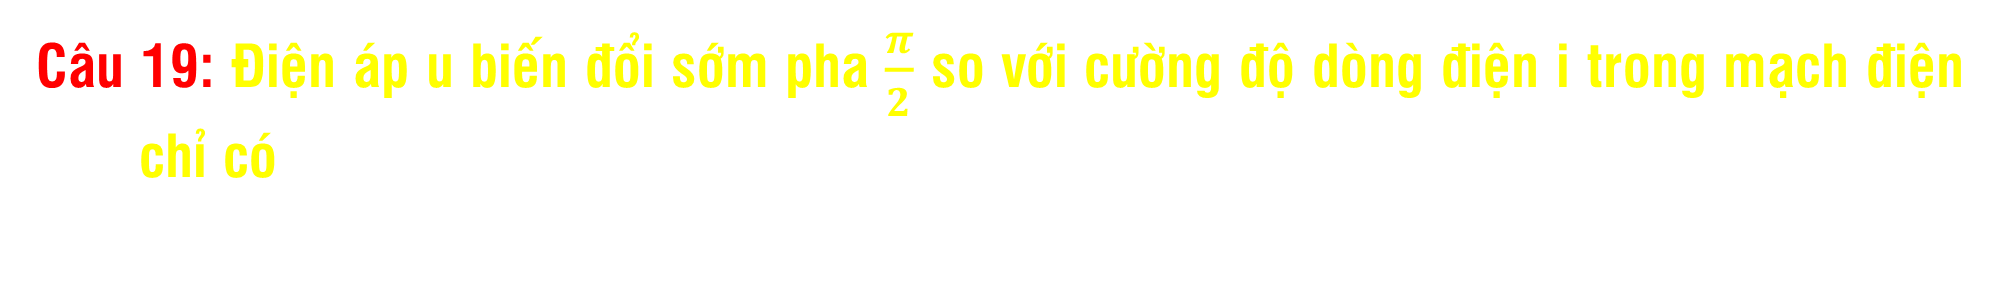 Câu 19: Điện áp u biến đổi sớm pha π/2 so với cường độ dòng điện i trong mạch điện
chỉ có